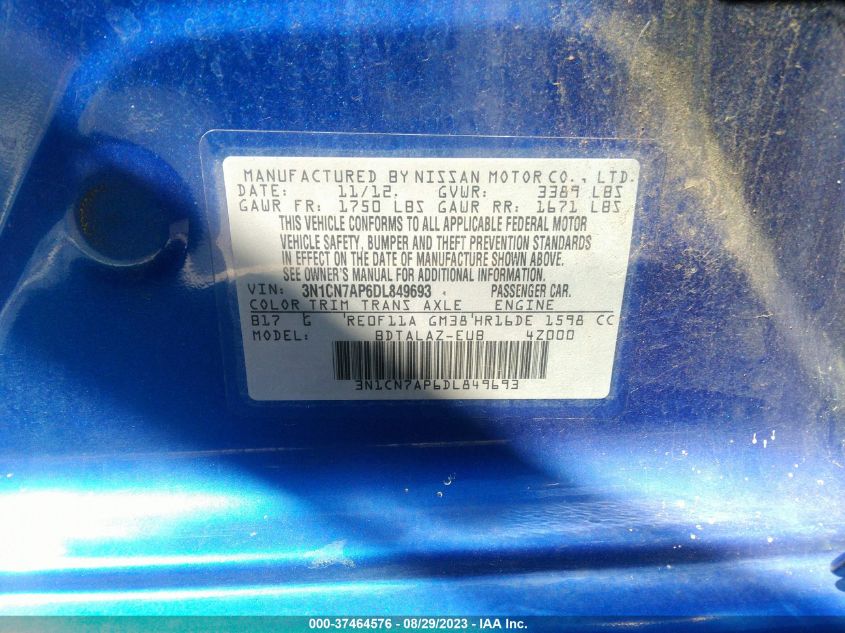 MANUFACTURED BY NISSAN MOTOR CO., LTD.
DATE: 11/12. GVWR: 3389 LBS
GAWR FR: 1750 LBS GAWR RR: 1671 LBS
THIS VEHICLE CONFORMS TO ALL APPLICABLE FEDERAL MOTOR
VEHICLE SAFETY, BUMPER AND THEFT PREVENTION STANDARDS
IN EFFECT ON THE DATE OF MANUFACTURE SHOWN ABOVE.
SEE OWNER'S MANUAL FOR ADDITIONAL INFORMATION.
VIN: 3N1CN7AP6DL849693 PASSENGER CAR.
COLOR TRIM TRANS AXLE ENGINE
B17 G RE0F11A GM38 HR16DE 1598 CC
MODEL: BDTALAZ-EUB 4Z000
3N1CN7AP6DL849693
000-37464576 - 08/29/2023 - IAA Inc.